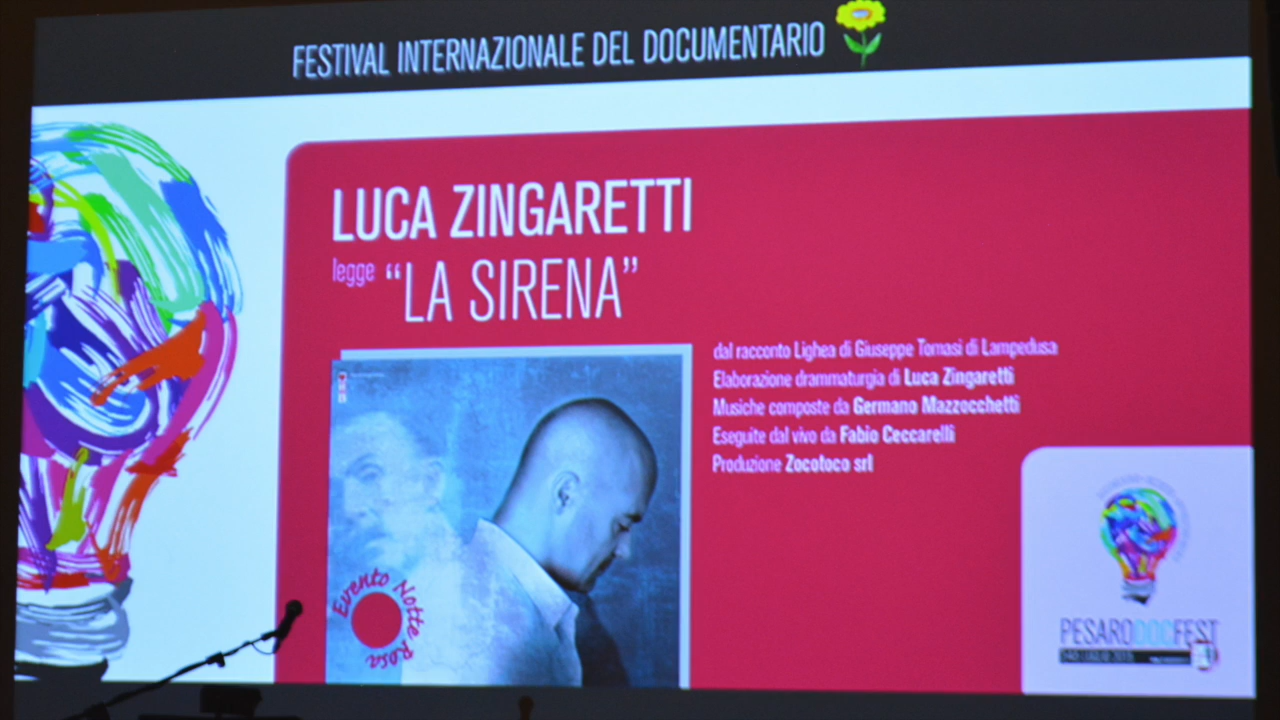 FESTIVAL INTERNAZIONALE DEL DOCUMENTARIO
LUCA ZINGARETTI
legge "LA SIRENA"
dal racconto Lighea di Giuseppe Tomasi di Lampedusa
Elaborazione drammaturgia di Luca Zingaretti
Musiche composte da Germano Mazzocchetti
Eseguite dal vivo da Fabio Ceccarelli
Produzione Zocotoco srl
Evento Notte Rosa
PESARODOCFEST